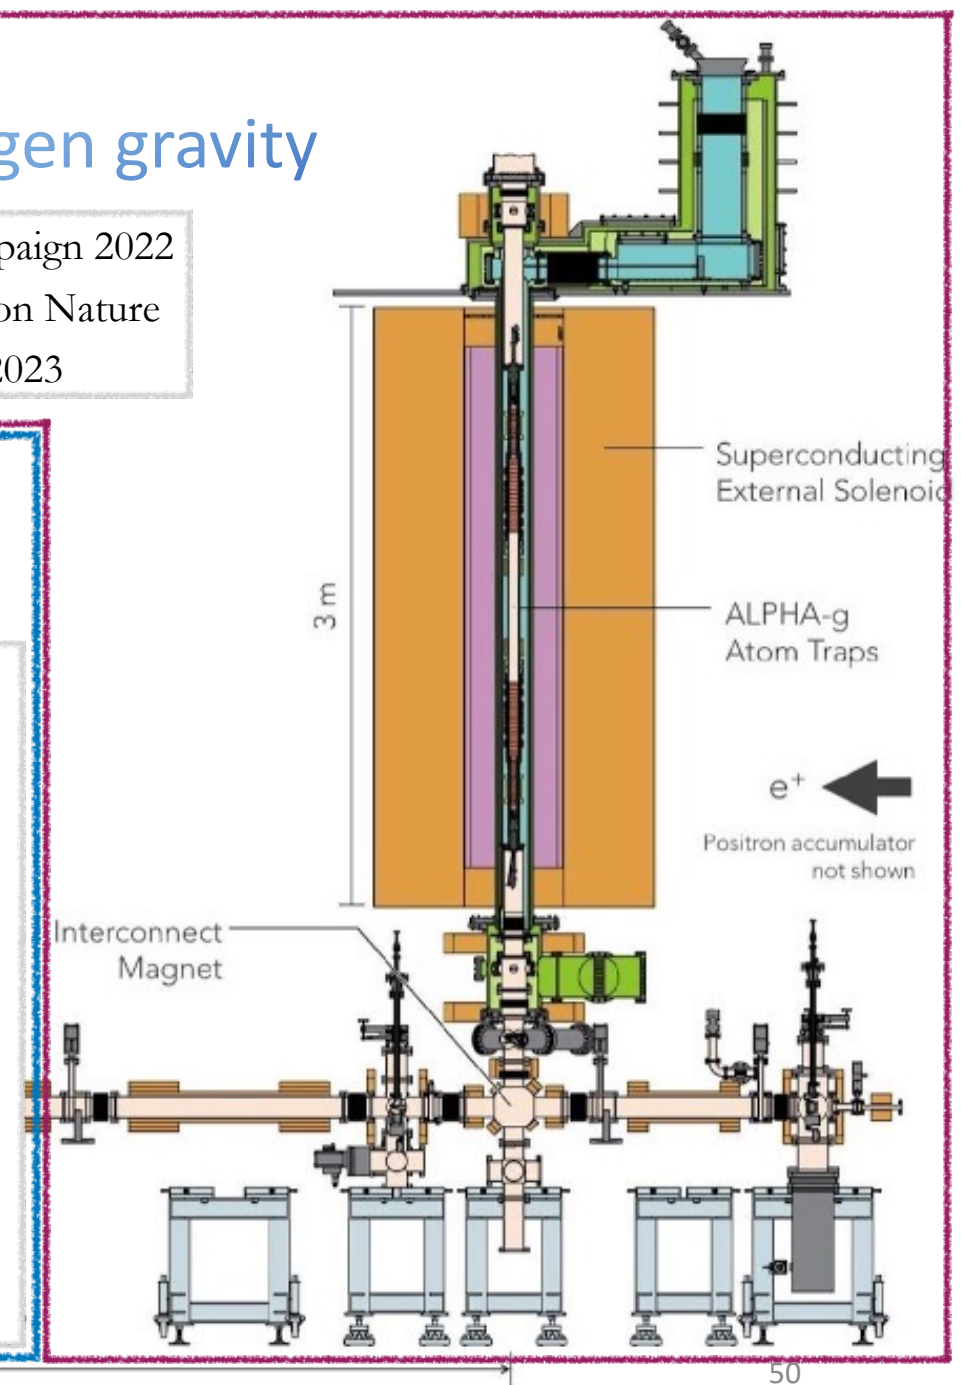 gen gravity
paign 2022
on Nature
2023
Superconducting
External Solenoid
3 m
ALPHA-g
Atom Traps
e⁺
Positron accumulator
not shown
Interconnect
Magnet
50